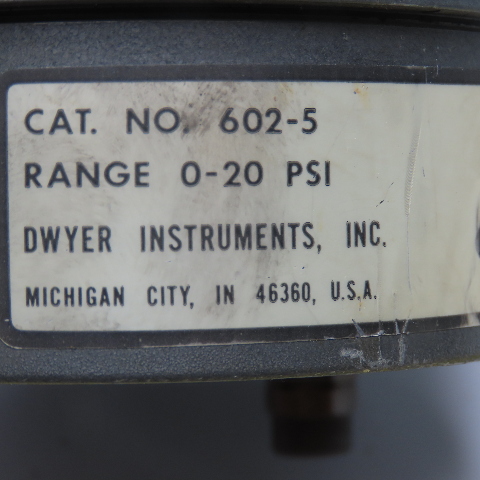 CAT. NO. 602-5
RANGE 0-20 PSI
DWYER INSTRUMENTS, INC.
MICHIGAN CITY, IN 46360, U.S.A.